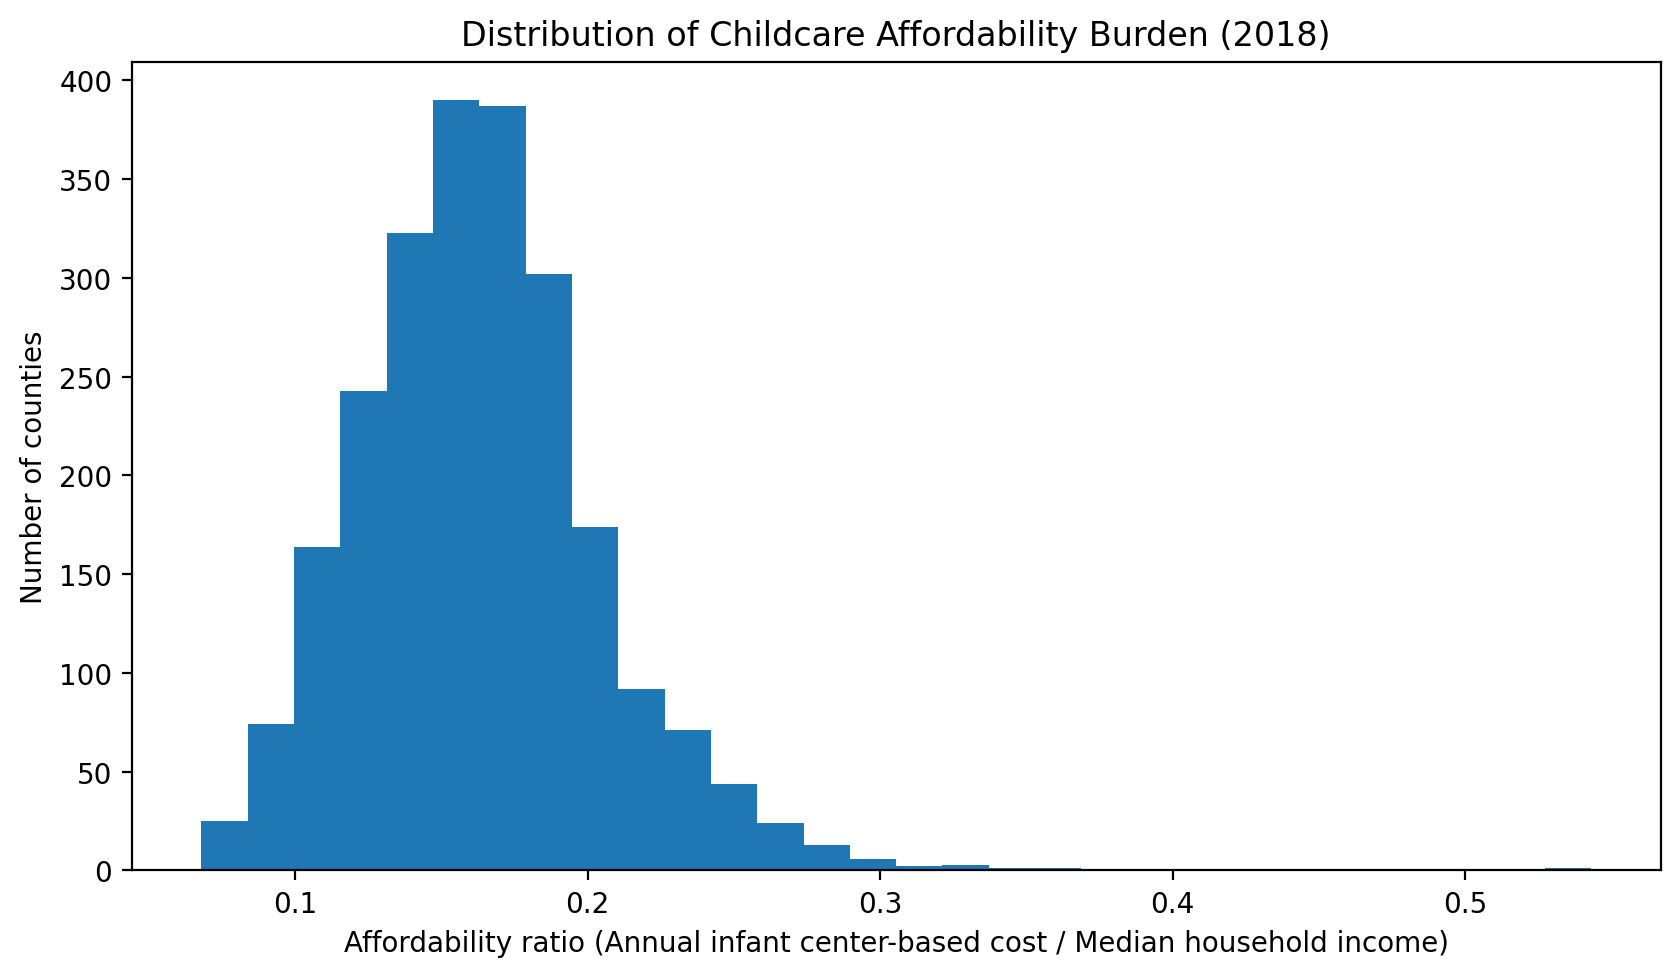 Distribution of Childcare Affordability Burden (2018)
Number of counties
400
350
300
250
200
150
100
50
0
0.1 0.2 0.3 0.4 0.5
Affordability ratio (Annual infant center-based cost / Median household income)